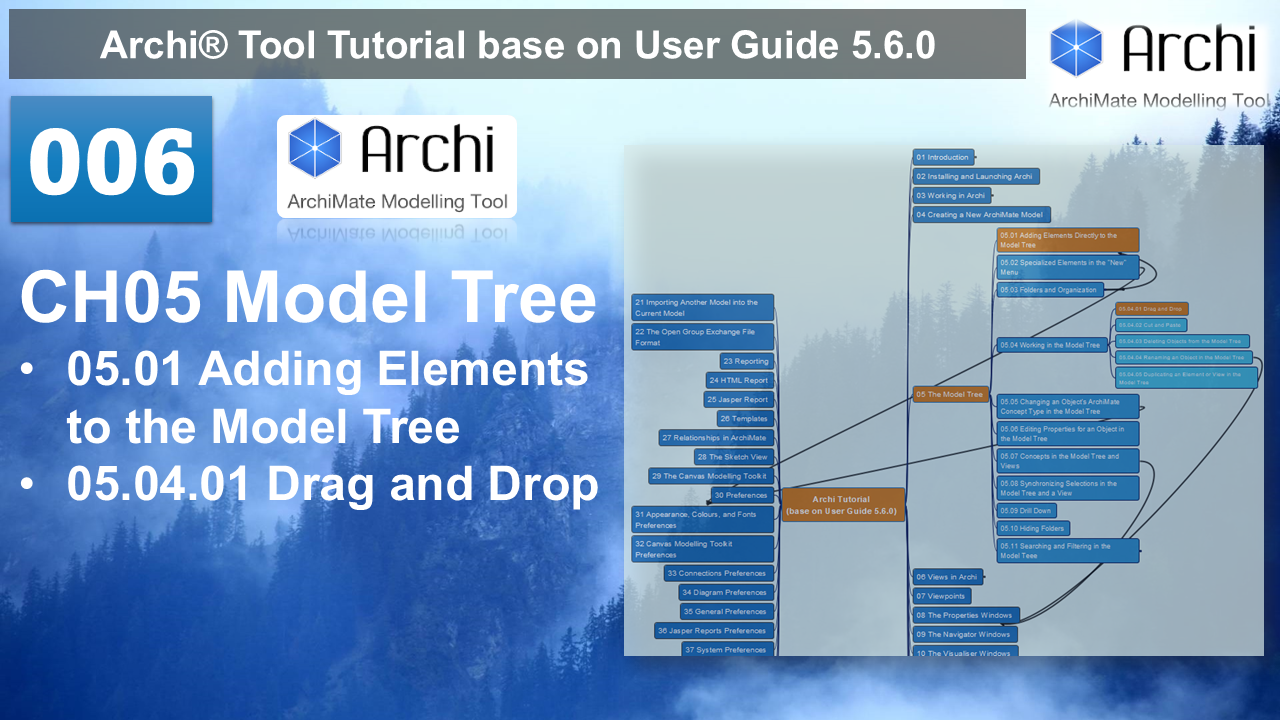 Archi® Tool Tutorial base on User Guide 5.6.0
Archi
ArchiMate Modelling Tool
006
Archi
ArchiMate Modelling Tool
CH05 Model Tree
• 05.01 Adding Elements
to the Model Tree
• 05.04.01 Drag and Drop
21 Importing Another Model into the
Current Model
22 The Open Group Exchange File
Format
23 Reporting
24 HTML Report
25 Jasper Report
26 Templates
27 Relationships in ArchiMate
28 The Sketch View
29 The Canvas Modelling Toolkit
30 Preferences
31 Appearance, Colours, and Fonts
Preferences
32 Canvas Modelling Toolkit
Preferences
33 Connections Preferences
34 Diagram Preferences
35 General Preferences
36 Jasper Reports Preferences
37 System Preferences
Archi Tutorial
(base on User Guide 5.6.0)
01 Introduction
02 Installing and Launching Archi
03 Working in Archi
04 Creating a New ArchiMate Model
05 The Model Tree
05.01 Adding Elements Directly to the
Model Tree
05.02 Specialized Elements in the "New"
Menu
05.03 Folders and Organization
05.04 Working in the Model Tree
05.04.01 Drag and Drop
05.04.02 Cut and Paste
05.04.03 Deleting Objects from the Model Tree
05.04.04 Renaming an Object in the Model Tree
05.04.05 Duplicating an Element or View in the
Model Tree
05.05 Changing an Object's ArchiMate
Concept Type in the Model Tree
05.06 Editing Properties for an Object in
the Model Tree
05.07 Concepts in the Model Tree and
Views
05.08 Synchronizing Selections in the
Model Tree and a View
05.09 Drill Down
05.10 Hiding Folders
05.11 Searching and Filtering in the
Model Teee
06 Views in Archi
07 Viewpoints
08 The Properties Windows
09 The Navigator Windows
10 The Visualiser Windows